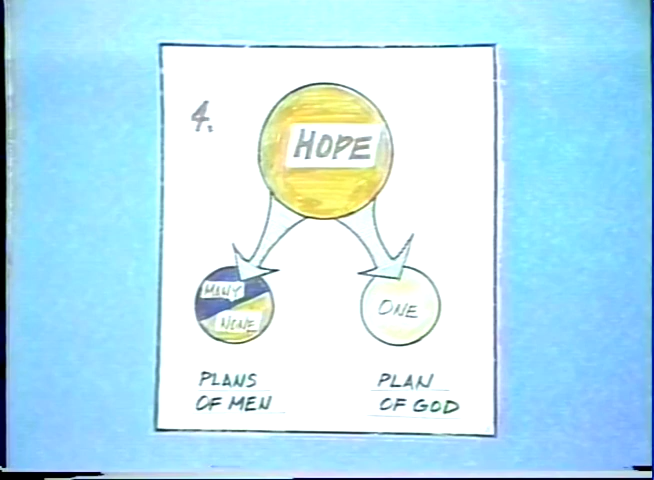 4.
HOPE
MANY
NONE
ONE
PLANS
OF MEN
PLAN
OF GOD